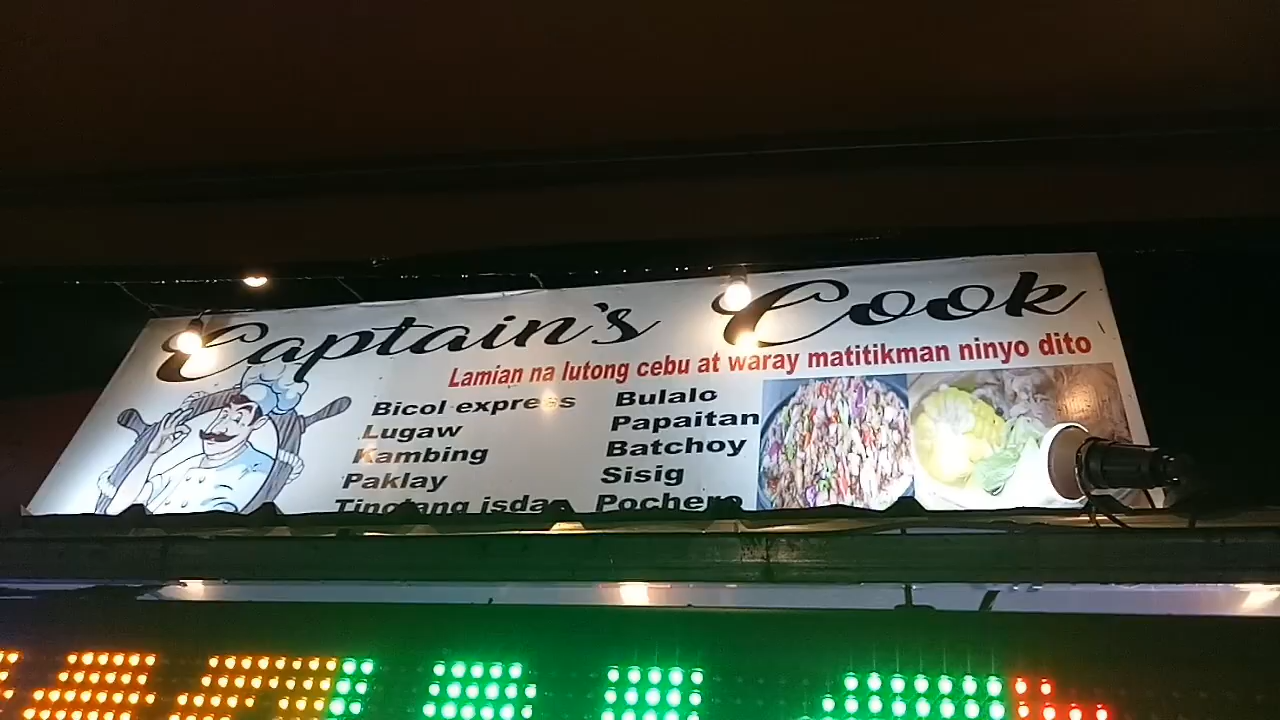 Captain's Cook
Lamian na lutong cebu at waray matitikman ninyo dito
Bicol express
Lugaw
Kambing
Paklay
Tinolang isda
Bulalo
Papaitan
Batchoy
Sisig
Pochero